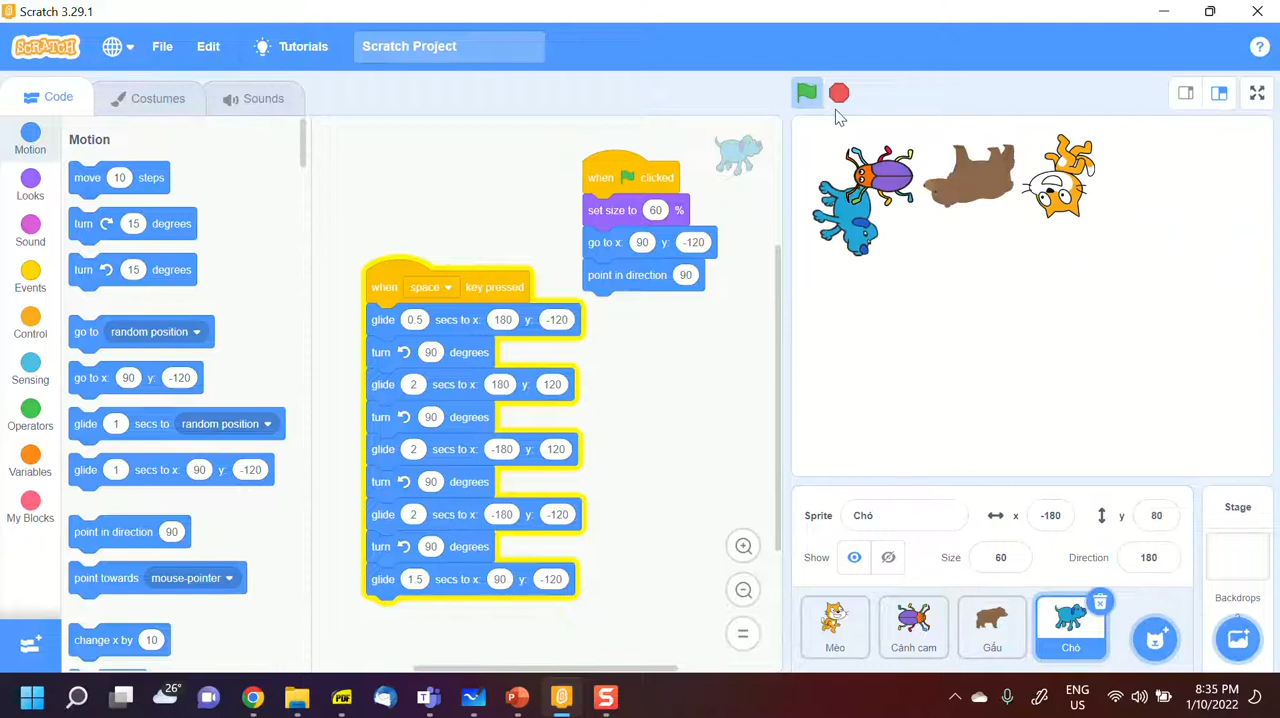 Scratch 3.29.1
SCRATCH File Edit Tutorials Scratch Project ?
Code Costumes Sounds
Motion
Looks
Sound
Events
Control
Sensing
Operators
Variables
My Blocks
Motion
move 10 steps
turn 15 degrees
turn 15 degrees
go to random position
go to x: 90 y: -120
glide 1 secs to random position
glide 1 secs to x: 90 y: -120
point in direction 90
point towards mouse-pointer
change x by 10
when clicked
set size to 60 %
go to x: 90 y: -120
point in direction 90
when space key pressed
glide 0.5 secs to x: 180 y: -120
turn 90 degrees
glide 2 secs to x: 180 y: 120
turn 90 degrees
glide 2 secs to x: -180 y: 120
turn 90 degrees
glide 2 secs to x: -180 y: -120
turn 90 degrees
glide 1.5 secs to x: 90 y: -120
Sprite Chó x -180 y 80
Show Size 60 Direction 180
Mèo Cánh cam Gấu Chó
Stage
Backdrops
26°
PDF
ENG
US
8:35 PM
1/10/2022